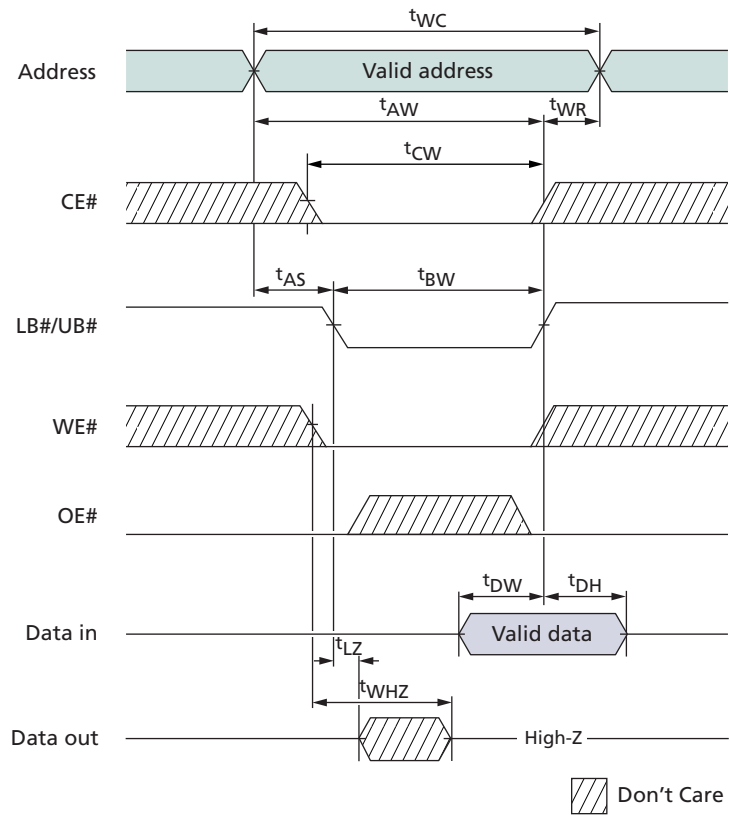 tWC
Address
Valid address
tAW
tWR
tCW
CE#
tAS
tBW
LB#/UB#
WE#
OE#
tDW
tDH
Data in
Valid data
tLZ
tWHZ
Data out
High-Z
Don't Care